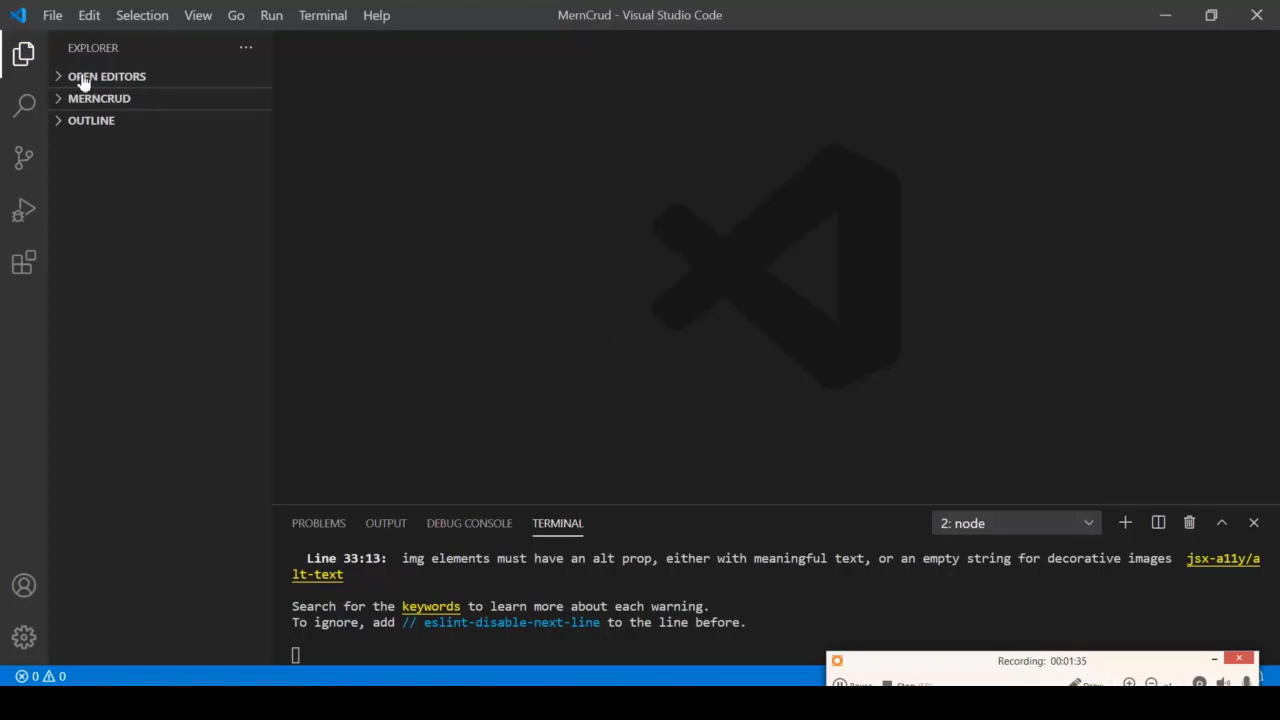 File Edit Selection View Go Run Terminal Help
MernCrud - Visual Studio Code
EXPLORER
OPEN EDITORS
MERNCRUD
OUTLINE
PROBLEMS OUTPUT DEBUG CONSOLE TERMINAL
2: node
Line 33:13: img elements must have an alt prop, either with meaningful text, or an empty string for decorative images jsx-a11y/a
lt-text
Search for the keywords to learn more about each warning.
To ignore, add // eslint-disable-next-line to the line before.
0 0
Recording: 00:01:35